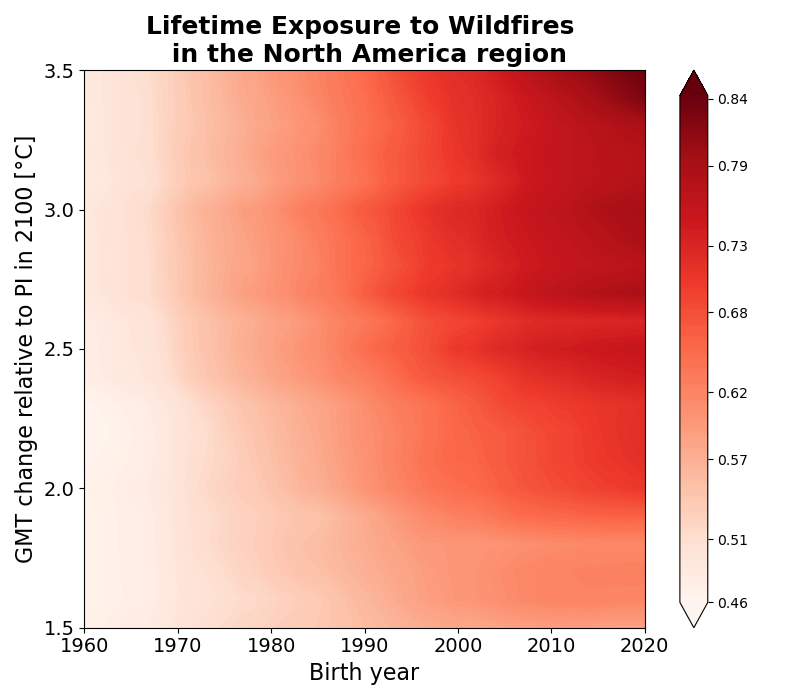 Lifetime Exposure to Wildfires
in the North America region
GMT change relative to PI in 2100 [°C]
3.5
3.0
2.5
2.0
1.5
1960 1970 1980 1990 2000 2010 2020
Birth year
0.84
0.79
0.73
0.68
0.62
0.57
0.51
0.46